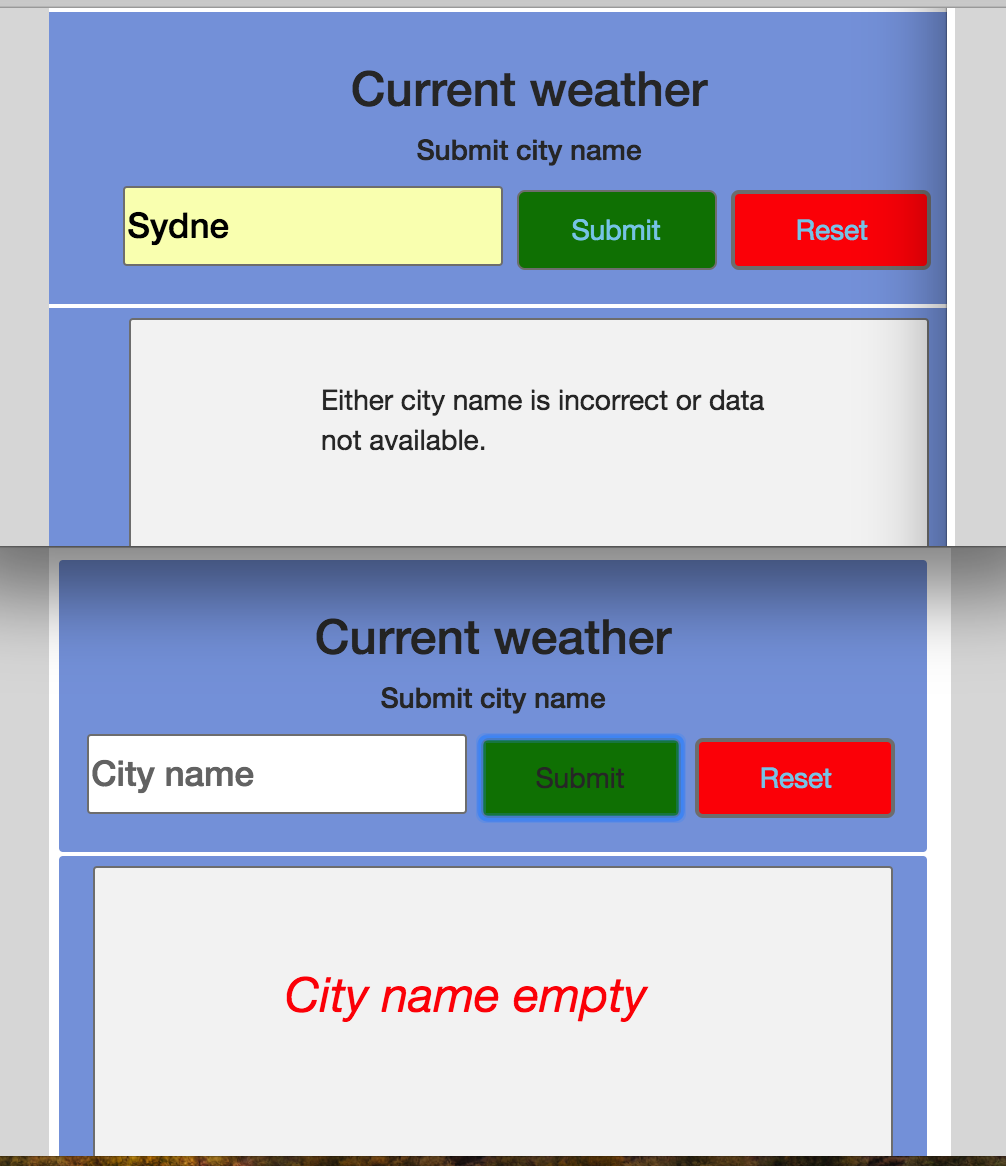 Current weather
Submit city name
Sydne
Submit
Reset
Either city name is incorrect or data
not available.
Current weather
Submit city name
City name
Submit
Reset
City name empty